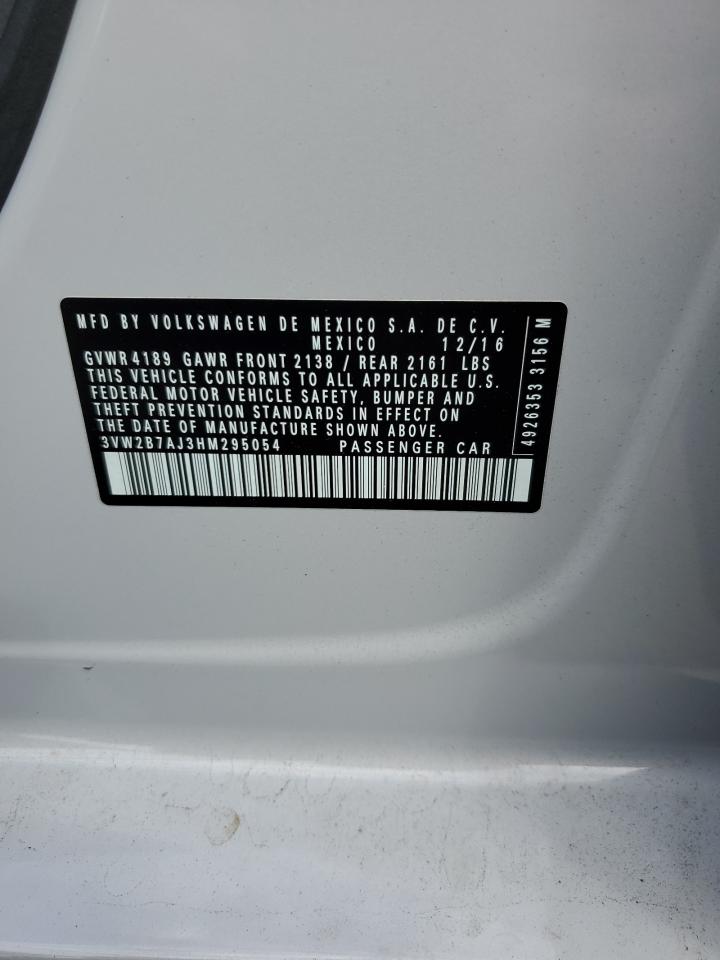 MFD BY VOLKSWAGEN DE MEXICO S.A. DE C.V.
MEXICO 12/16
GVWR 4189 GAWR FRONT 2138 / REAR 2161 LBS
THIS VEHICLE CONFORMS TO ALL APPLICABLE U.S.
FEDERAL MOTOR VEHICLE SAFETY, BUMPER AND
THEFT PREVENTION STANDARDS IN EFFECT ON
THE DATE OF MANUFACTURE SHOWN ABOVE.
3VW2B7AJ3HM295054 PASSENGER CAR
4926353 3156 M